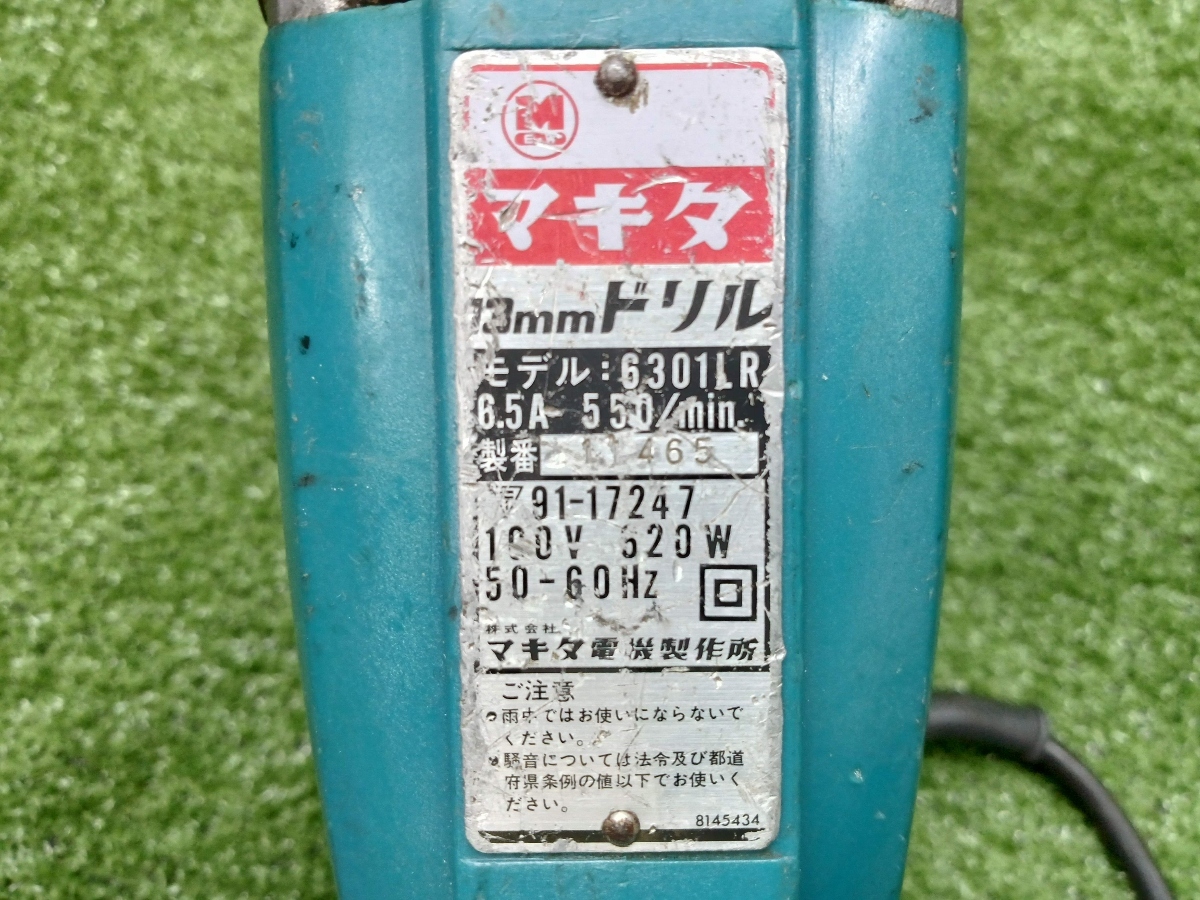 M
マキタ
13mmドリル
モデル：6301LR
6.5A 550/min.
製番 465
91-17247
100V 620W
50-60Hz
株式会社
マキタ電機製作所
ご注意
雨中ではお使いにならないで
ください。
騒音については法令及び都道
府県条例の値以下でお使いく
ださい。
8145434